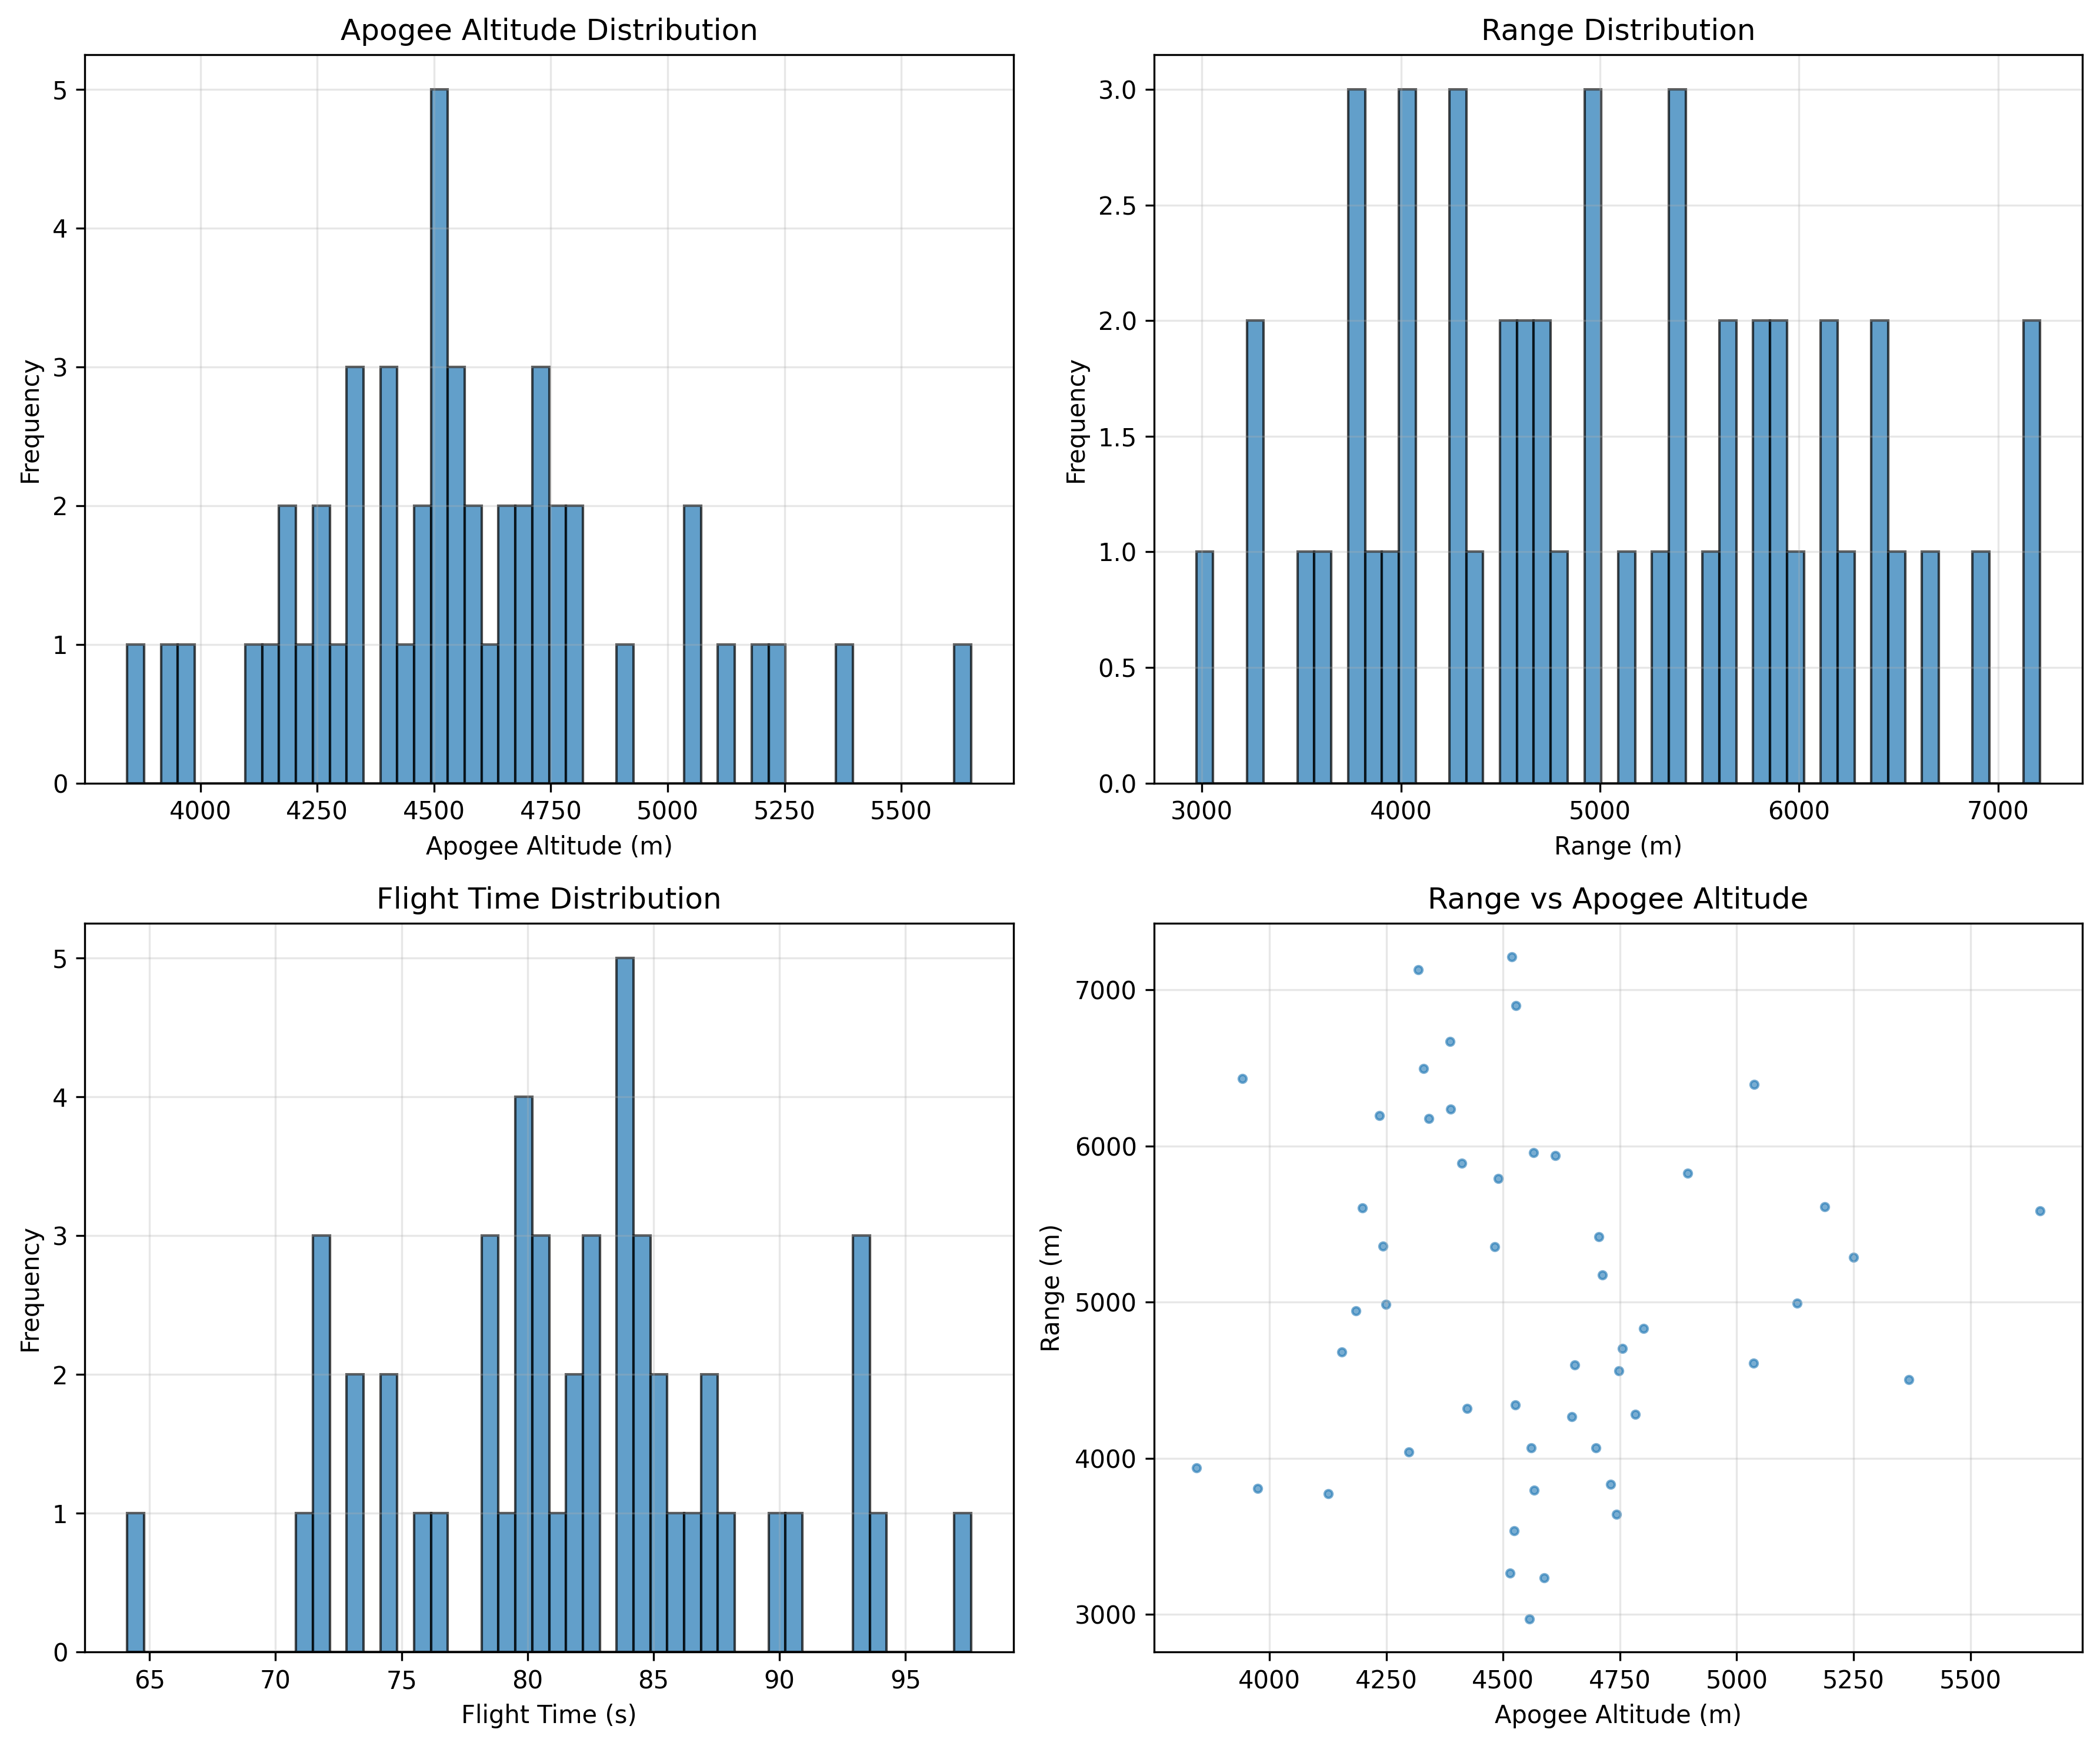 Apogee Altitude Distribution
Frequency
5
4
3
2
1
0
4000 4250 4500 4750 5000 5250 5500
Apogee Altitude (m)
Range Distribution
Frequency
3.0
2.5
2.0
1.5
1.0
0.5
0.0
3000 4000 5000 6000 7000
Range (m)
Flight Time Distribution
Frequency
5
4
3
2
1
0
65 70 75 80 85 90 95
Flight Time (s)
Range vs Apogee Altitude
Range (m)
7000
6000
5000
4000
3000
4000 4250 4500 4750 5000 5250 5500
Apogee Altitude (m)